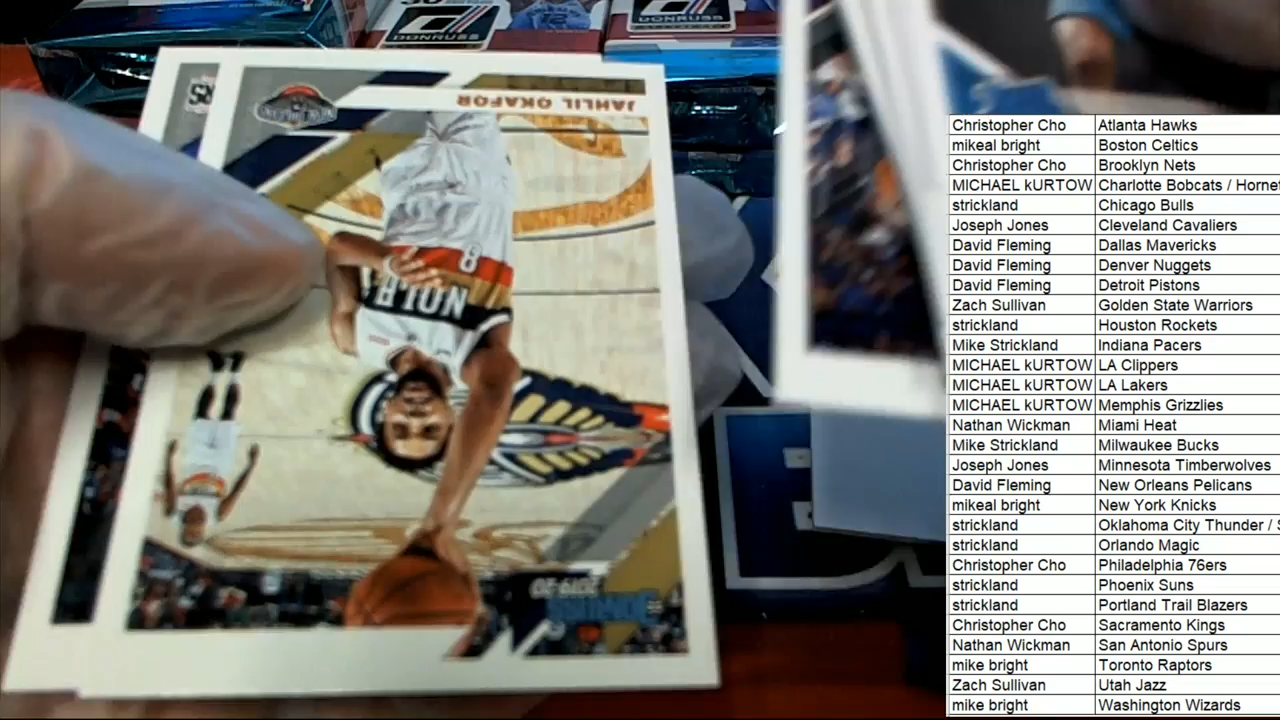 DONRUSS
DONRUSS
JAHLIL OKAFOR
8
NOLA
2019-20
Christopher Cho Atlanta Hawks
mikeal bright Boston Celtics
Christopher Cho Brooklyn Nets
MICHAEL kURTOW Charlotte Bobcats / Horne
strickland Chicago Bulls
Joseph Jones Cleveland Cavaliers
David Fleming Dallas Mavericks
David Fleming Denver Nuggets
David Fleming Detroit Pistons
Zach Sullivan Golden State Warriors
strickland Houston Rockets
Mike Strickland Indiana Pacers
MICHAEL kURTOW LA Clippers
MICHAEL kURTOW LA Lakers
MICHAEL kURTOW Memphis Grizzlies
Nathan Wickman Miami Heat
Mike Strickland Milwaukee Bucks
Joseph Jones Minnesota Timberwolves
David Fleming New Orleans Pelicans
mikeal bright New York Knicks
strickland Oklahoma City Thunder / S
strickland Orlando Magic
Christopher Cho Philadelphia 76ers
strickland Phoenix Suns
strickland Portland Trail Blazers
Christopher Cho Sacramento Kings
Nathan Wickman San Antonio Spurs
mike bright Toronto Raptors
Zach Sullivan Utah Jazz
mike bright Washington Wizards